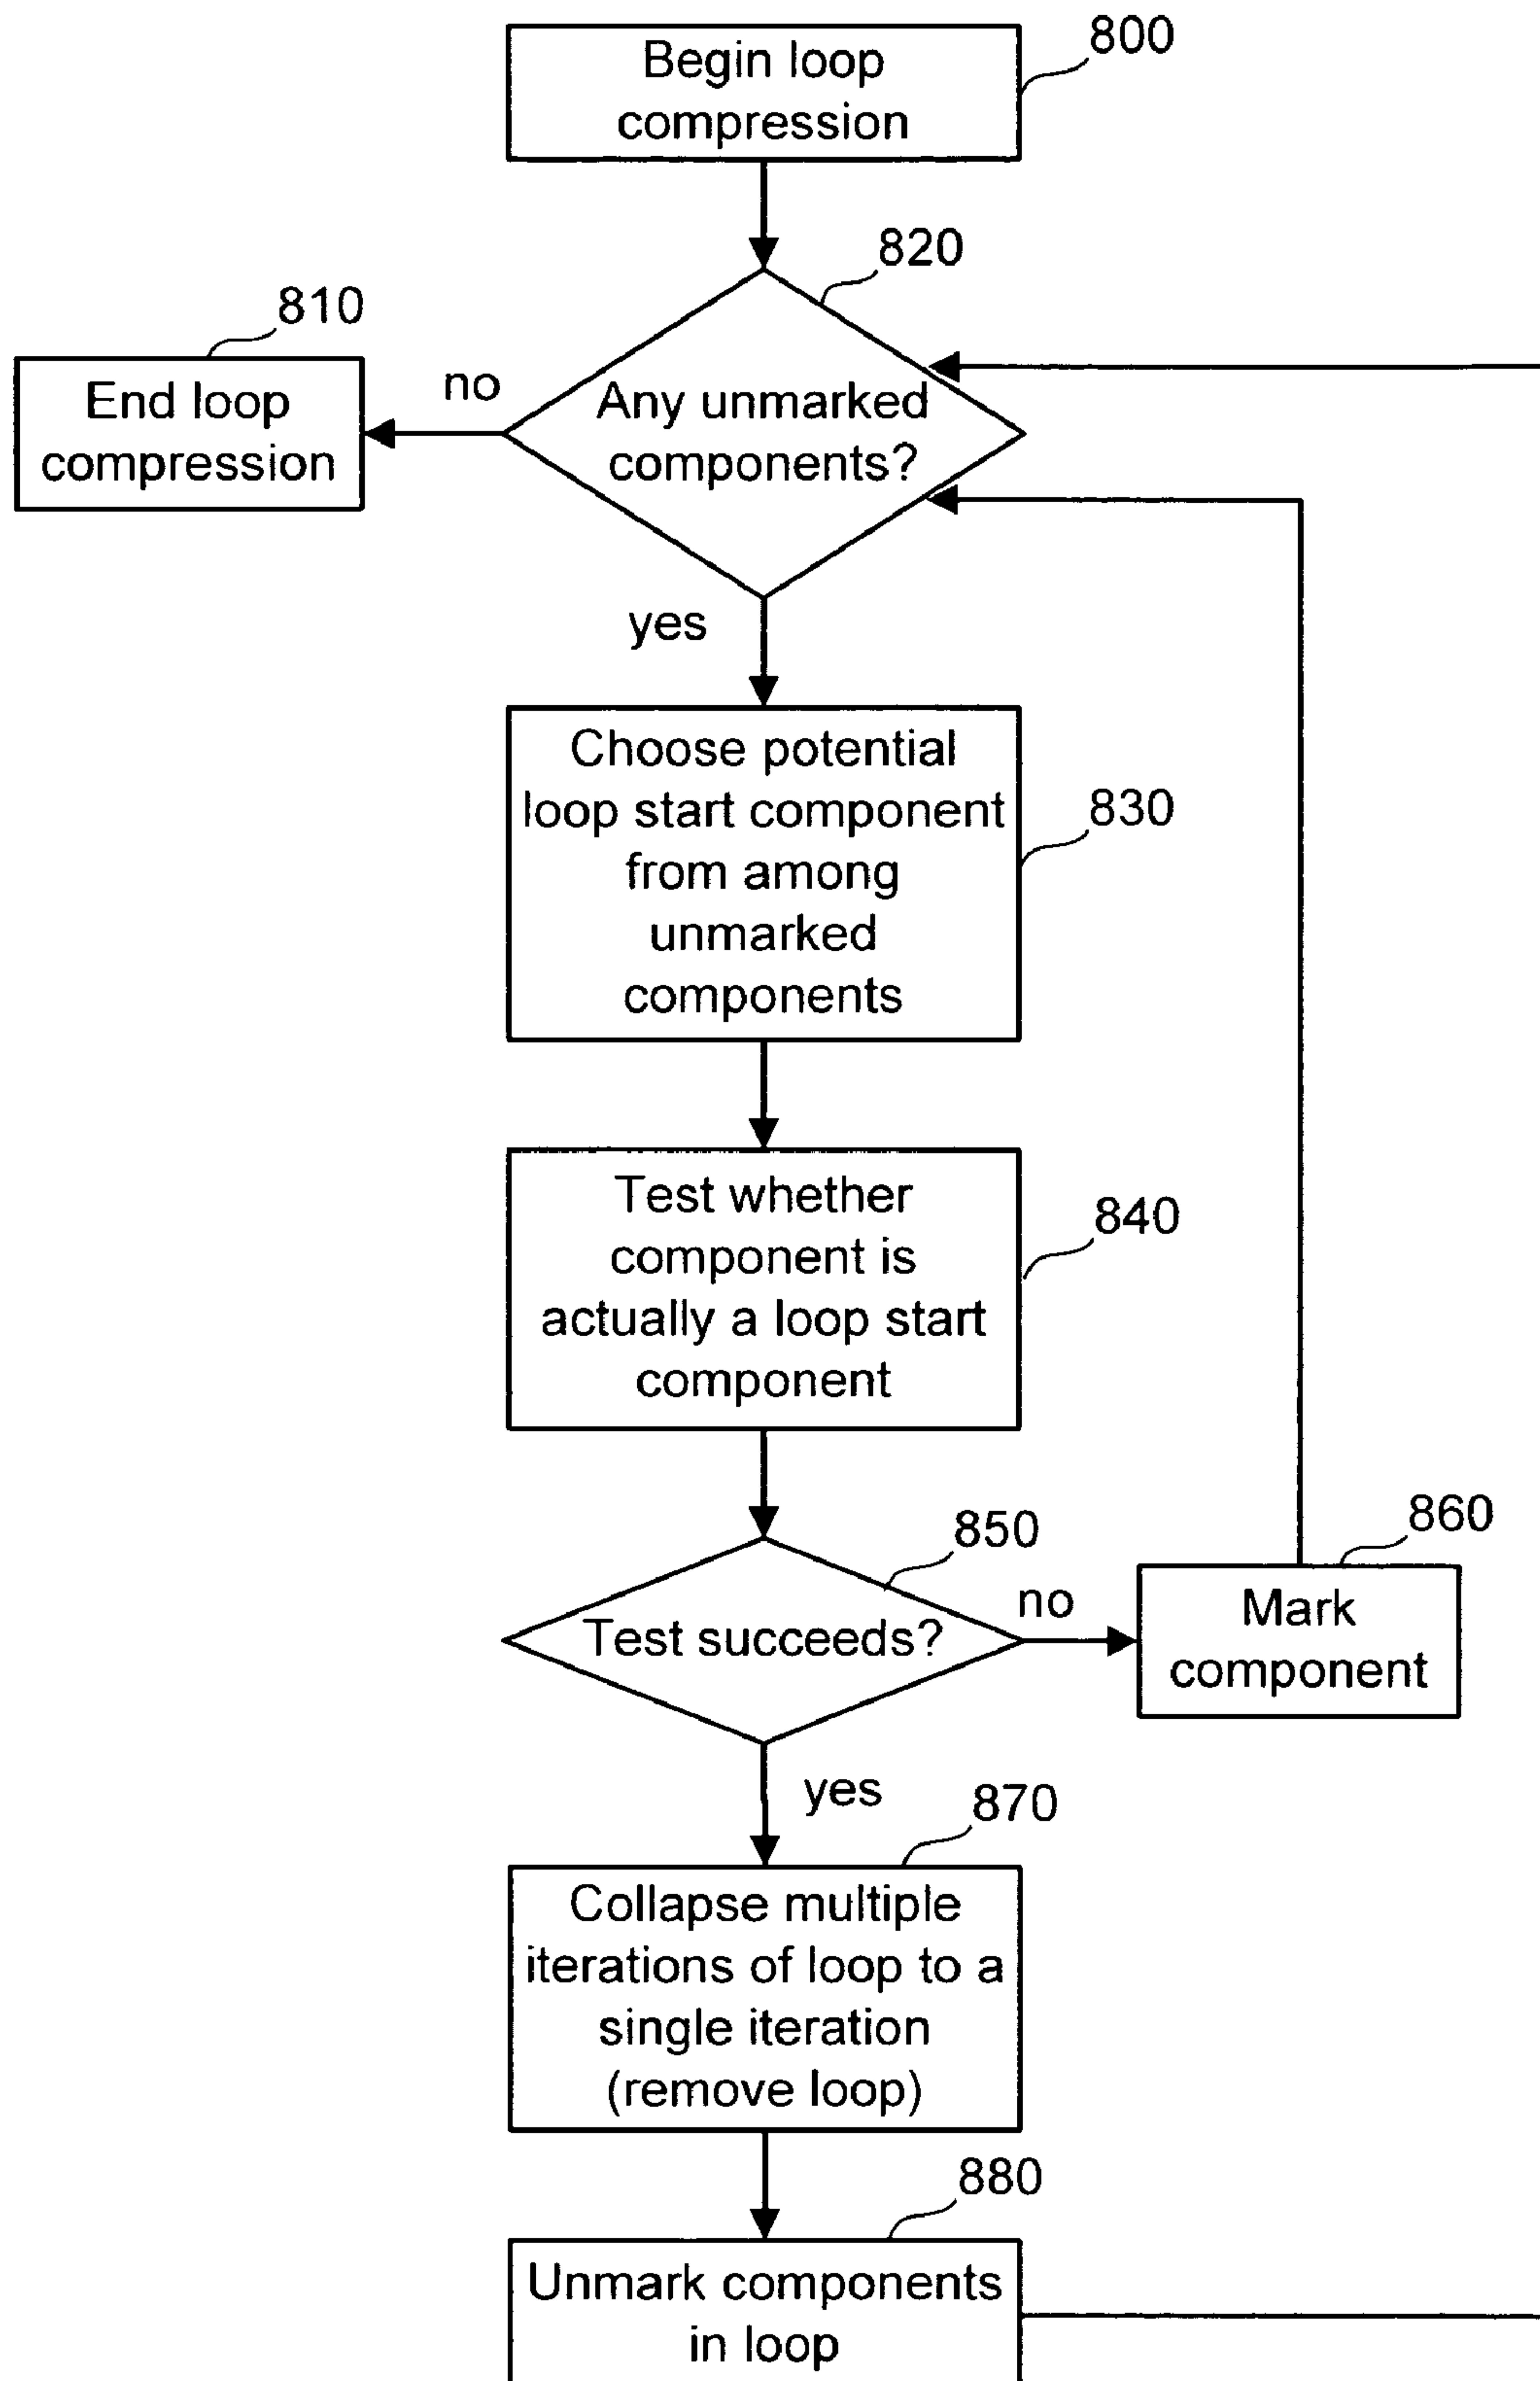 Begin loop
compression
800
820
810
End loop
compression
no
Any unmarked
components?
yes
Choose potential
loop start component
from among
unmarked
components
830
Test whether
component is
actually a loop start
component
840
850
Test succeeds?
no
860
Mark
component
yes
870
Collapse multiple
iterations of loop to a
single iteration
(remove loop)
880
Unmark components
in loop